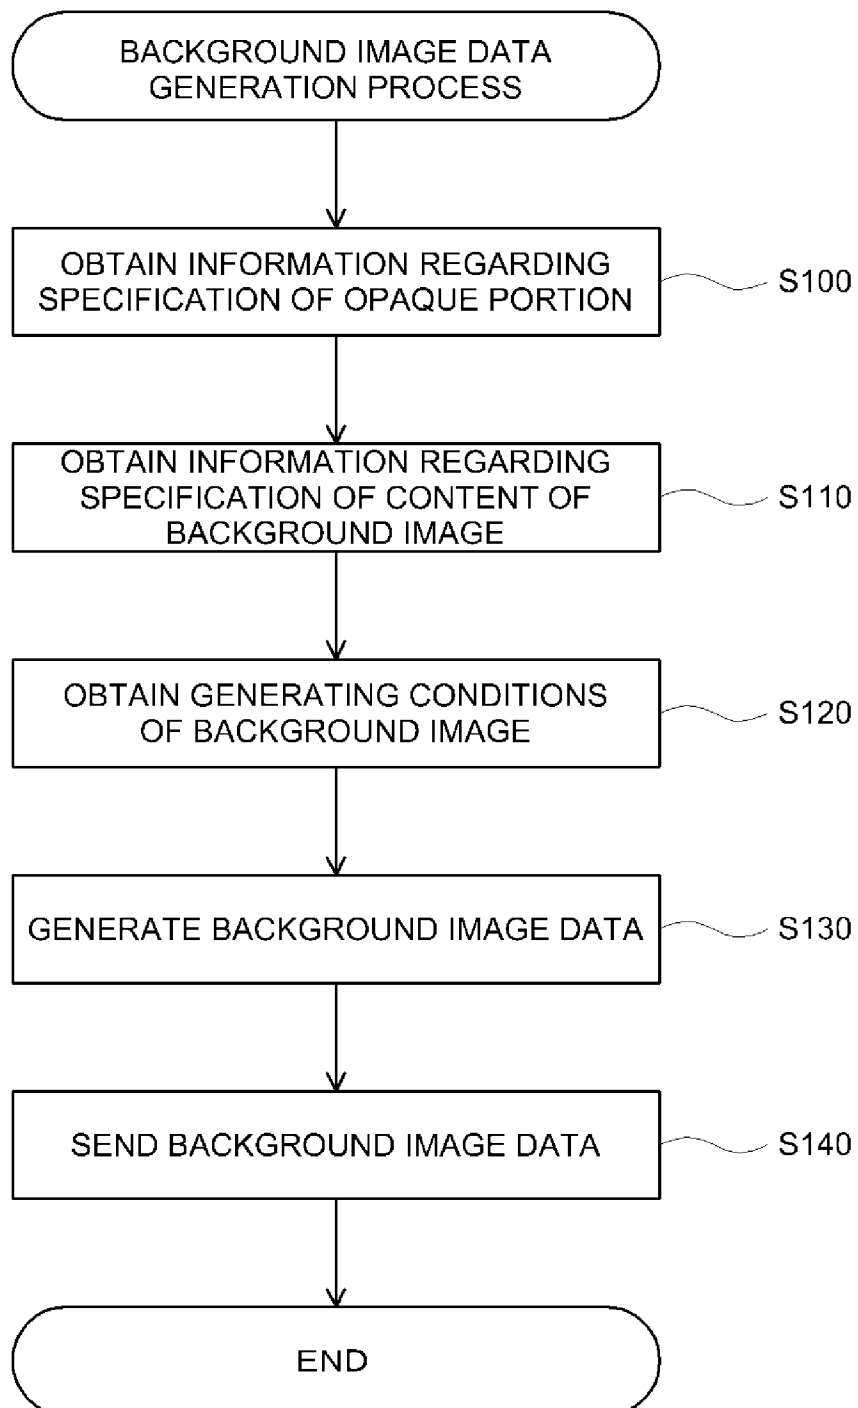 BACKGROUND IMAGE DATA
GENERATION PROCESS
OBTAIN INFORMATION REGARDING
SPECIFICATION OF OPAQUE PORTION
S100
OBTAIN INFORMATION REGARDING
SPECIFICATION OF CONTENT OF
BACKGROUND IMAGE
S110
OBTAIN GENERATING CONDITIONS
OF BACKGROUND IMAGE
S120
GENERATE BACKGROUND IMAGE DATA
S130
SEND BACKGROUND IMAGE DATA
S140
END